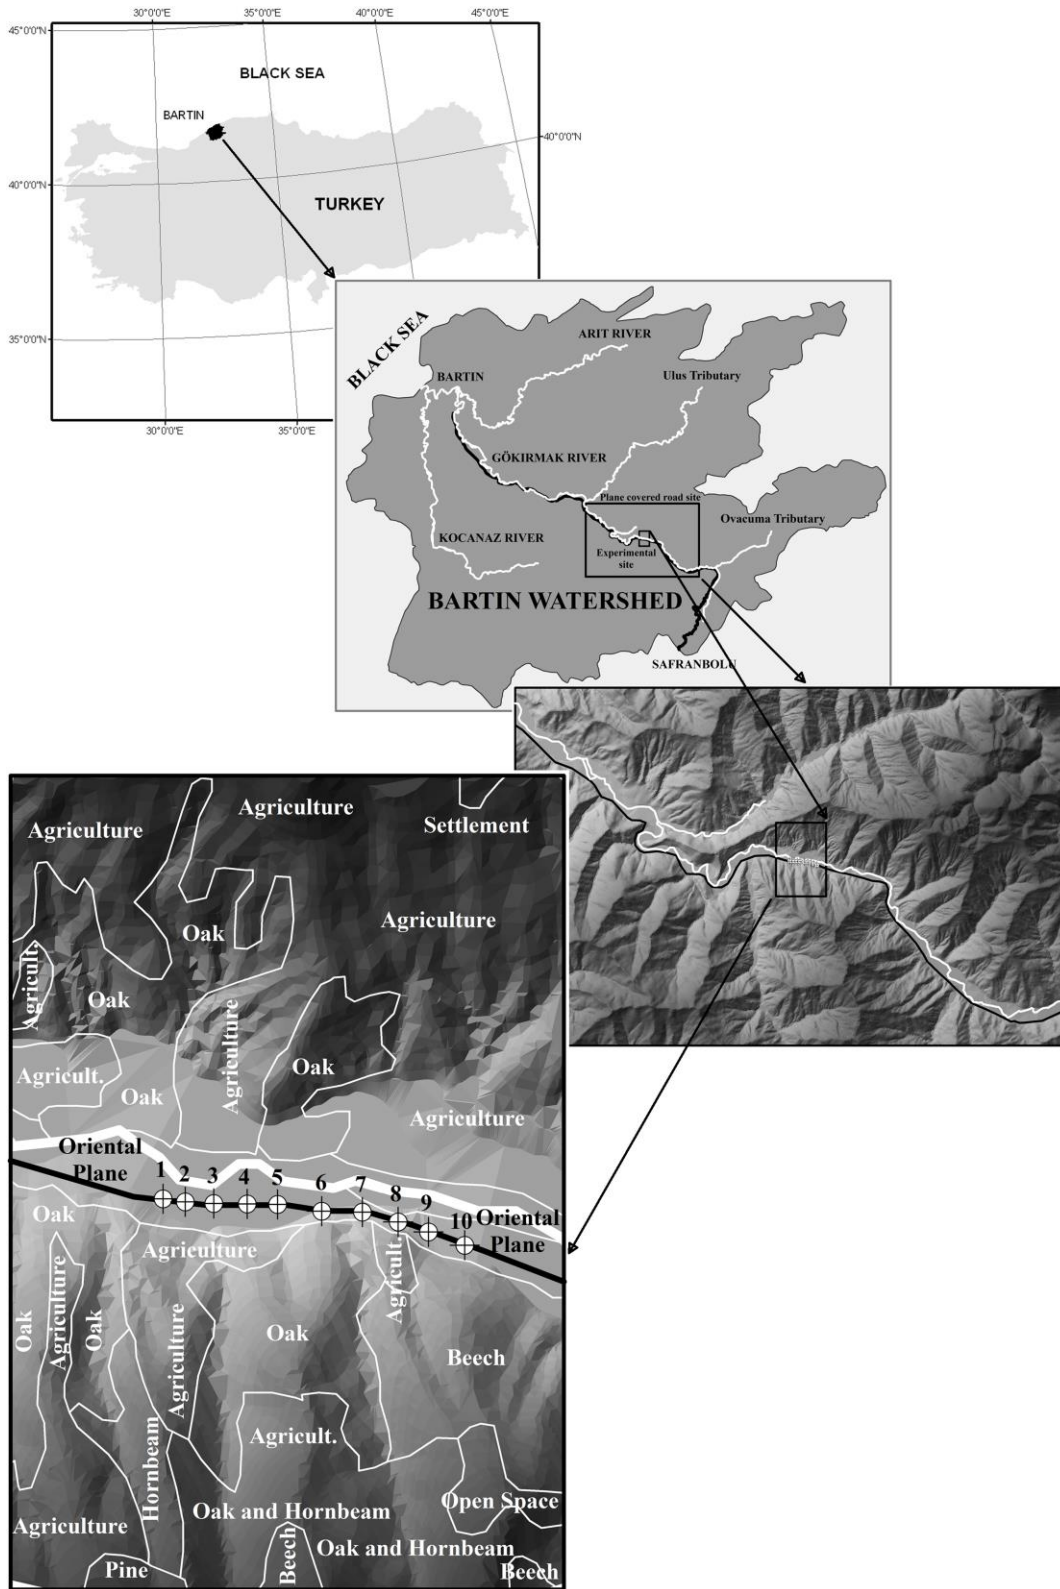 30°0'0"E
35°0'0"E
40°0'0"E
45°0'0"E
45°0'0"N
BLACK SEA
BARTIN
40°0'0"N
40°0'0"N
TURKEY
35°0'0"N
30°0'0"E
35°0'0"E
BLACK SEA
ARIT RIVER
BARTIN
Ulus Tributary
GÖKIRMAK RIVER
Plane covered road site
Ovacuma Tributary
KOCANAZ RIVER
Experimental
site
BARTIN WATERSHED
SAFRANBOLU
Agriculture
Agriculture
Settlement
Agriculture
Oak
Agricult.
Oak
Agriculture
Oak
Agricult.
Oak
Agriculture
Oriental
Plane
1 2 3 4 5 6 7 8 9 10
Oriental
Plane
Oak
Agriculture
Agricult.
Oak
Agriculture
Oak
Agriculture
Oak
Beech
Hornbeam
Agricult.
Open Space
Oak and Hornbeam
Agriculture
Oak and Hornbeam
Pine
Beech
Beech